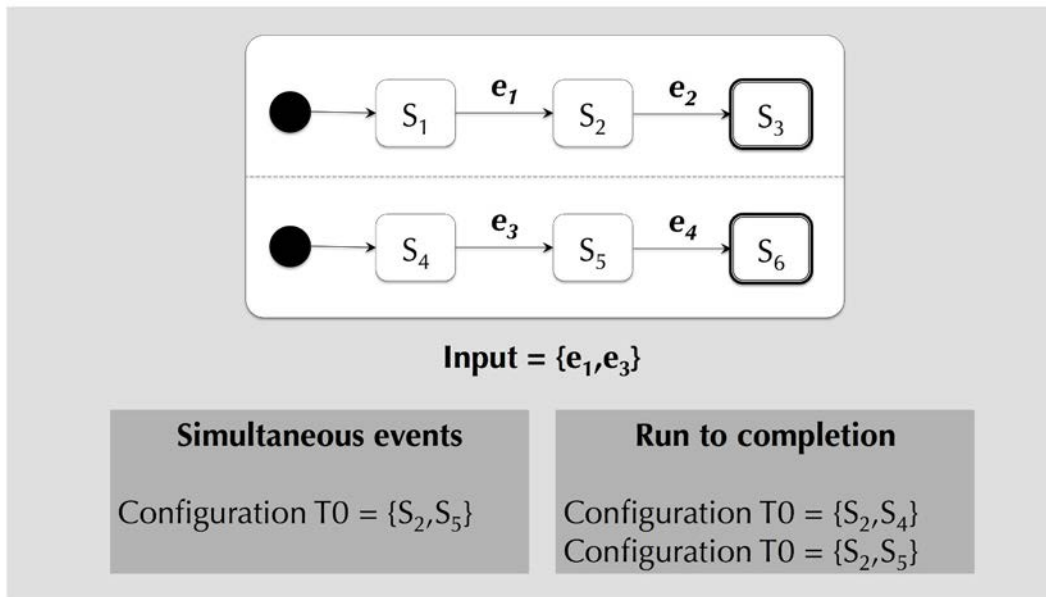 e₁ e₂
S₁ S₂ S₃
e₃ e₄
S₄ S₅ S₆
Input = {e₁,e₃}
Simultaneous events
Configuration T0 = {S₂,S₅}
Run to completion
Configuration T0 = {S₂,S₄}
Configuration T0 = {S₂,S₅}